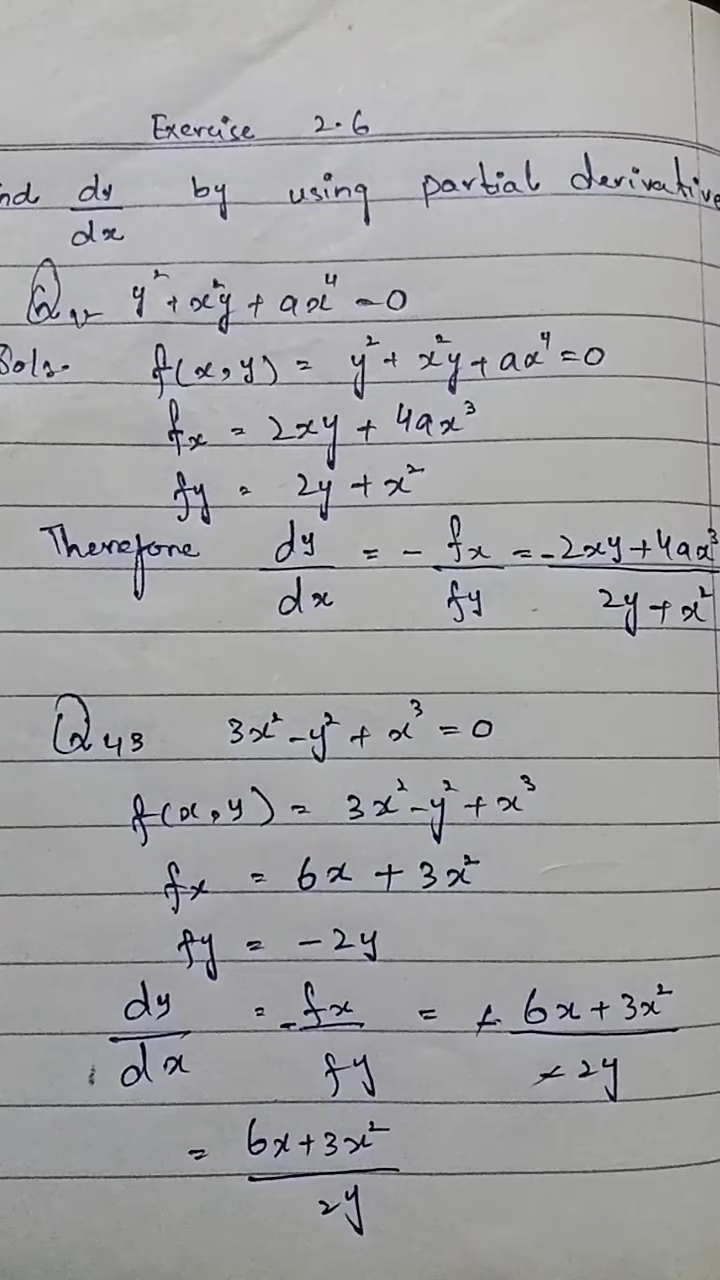 Exercise 2.6
nd dy/dx by using partial derivative
Q y² + x²y + ax⁴ = 0
Sol:- f(x,y) = y² + x²y + ax⁴ = 0
fx = 2xy + 4ax³
fy = 2y + x²
Therefore dy/dx = - fx/fy = -2xy + 4ax³/2y + x²
Q43 3x² - y² + x³ = 0
f(x,y) = 3x² - y² + x³
fx = 6x + 3x²
fy = -2y
dy/dx = -fx/fy = - 6x + 3x²/-2y
= 6x + 3x²/2y